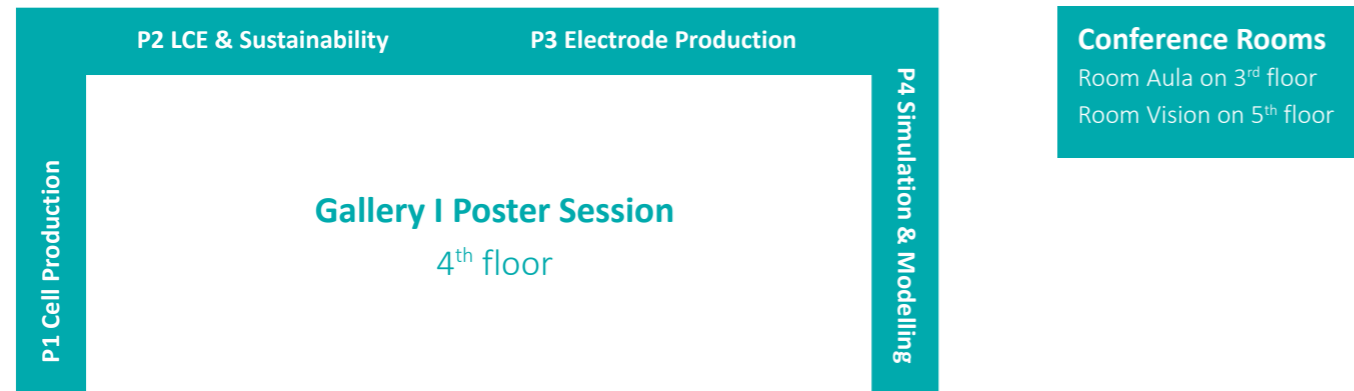 P2 LCE & Sustainability
P3 Electrode Production
P1 Cell Production
P4 Simulation & Modelling
Gallery I Poster Session
4th floor
Conference Rooms
Room Aula on 3rd floor
Room Vision on 5th floor